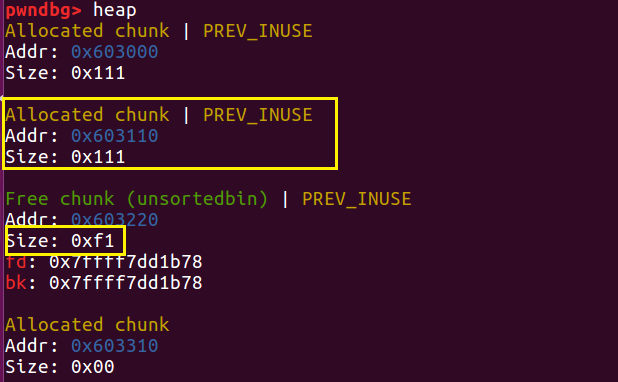 pwndbg> heap
Allocated chunk | PREV_INUSE
Addr: 0x603000
Size: 0x111
Allocated chunk | PREV_INUSE
Addr: 0x603110
Size: 0x111
Free chunk (unsortedbin) | PREV_INUSE
Addr: 0x603220
Size: 0xf1
fd: 0x7ffff7dd1b78
bk: 0x7ffff7dd1b78
Allocated chunk
Addr: 0x603310
Size: 0x00